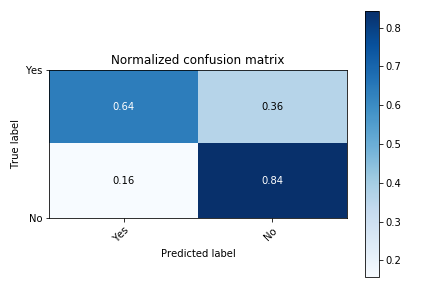 Normalized confusion matrix
Yes
0.64
0.36
0.16
0.84
No
True label
Yes
No
Predicted label
0.8
0.7
0.6
0.5
0.4
0.3
0.2